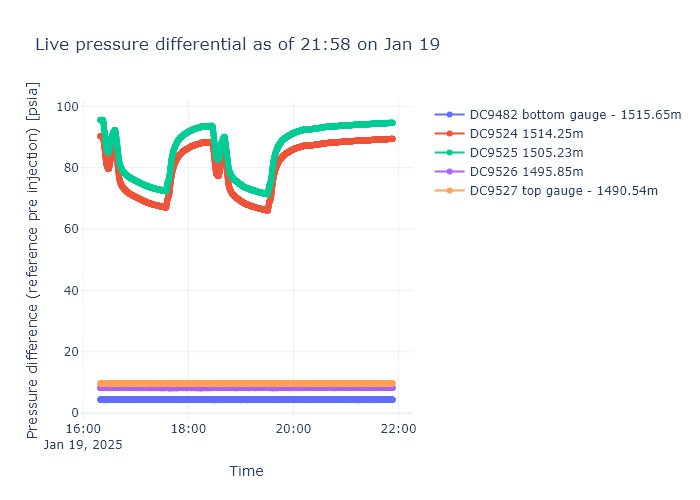 Live pressure differential as of 21:58 on Jan 19
Pressure difference (reference pre injection) [psia]
100
80
60
40
20
0
16:00
Jan 19, 2025
18:00
20:00
22:00
Time
DC9482 bottom gauge - 1515.65m
DC9524 1514.25m
DC9525 1505.23m
DC9526 1495.85m
DC9527 top gauge - 1490.54m